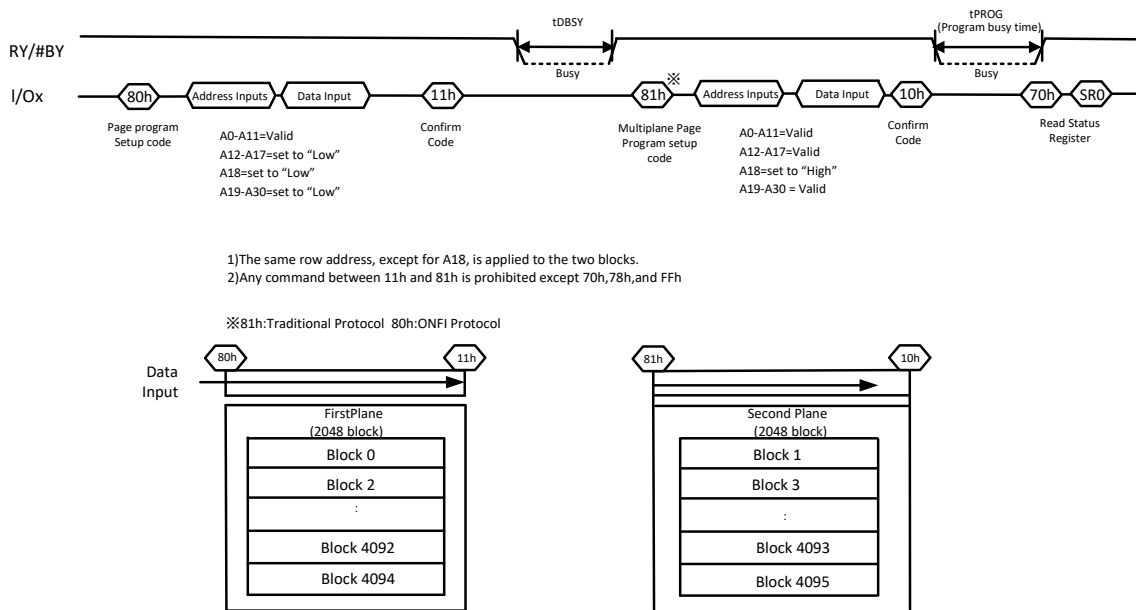 tDBSY
tPROG
(Program busy time)
RY/#BY
Busy
Busy
I/Ox
80h
Address Inputs
Data Input
11h
81h
※
Address Inputs
Data Input
10h
70h
SR0
Page program
Setup code
A0-A11=Valid
A12-A17=set to “Low”
A18=set to “Low”
A19-A30=set to “Low”
Confirm
Code
Multiplane Page
Program setup
code
A0-A11=Valid
A12-A17=Valid
A18=set to “High”
A19-A30 = Valid
Confirm
Code
Read Status
Register
1)The same row address, except for A18, is applied to the two blocks.
2)Any command between 11h and 81h is prohibited except 70h,78h,and FFh
※81h:Traditional Protocol 80h:ONFI Protocol
80h
11h
81h
10h
Data
Input
FirstPlane
(2048 block)
Block 0
Block 2
:
Block 4092
Block 4094
Second Plane
(2048 block)
Block 1
Block 3
:
Block 4093
Block 4095